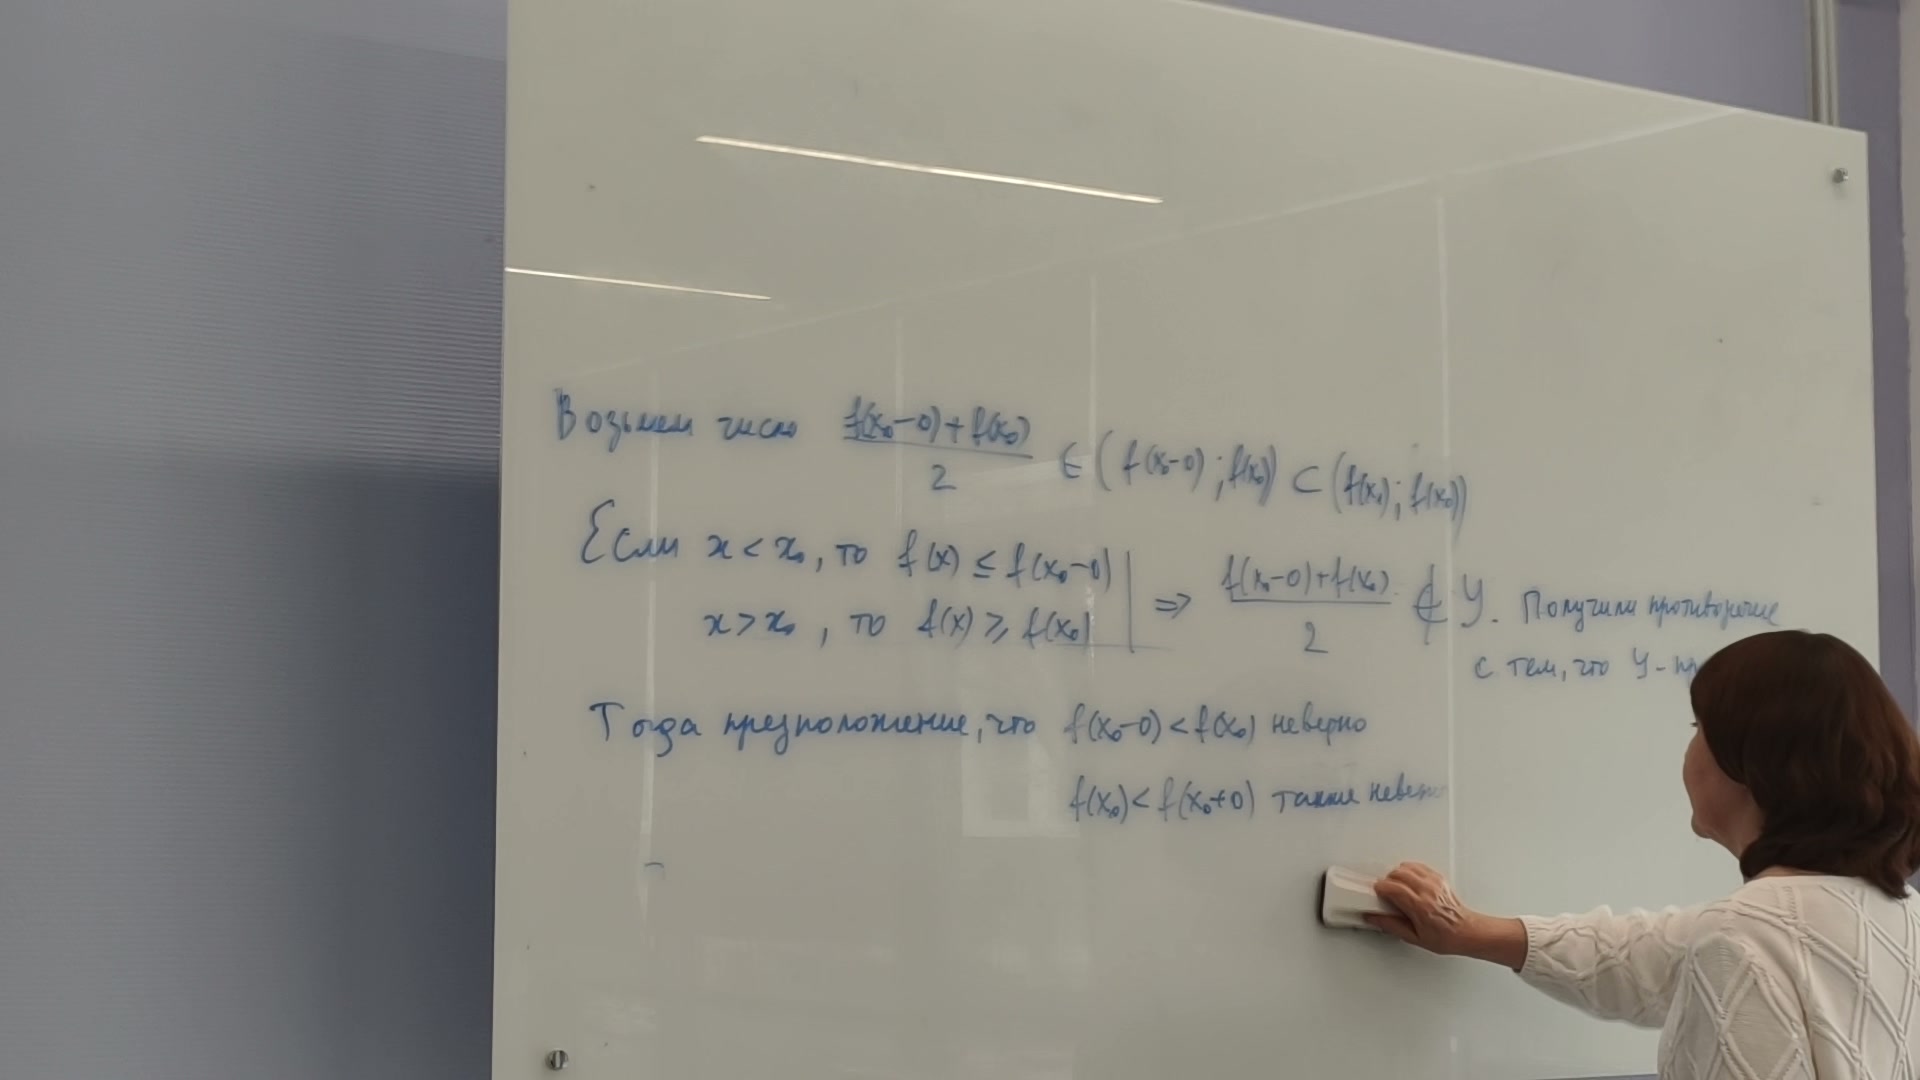 Возьмем число (f(x₀-0)+f(x₀))/2 ∈ (f(x₀-0); f(x₀)) ⊂ (f(x₁); f(x₀))
Если x < x₀, то f(x) ≤ f(x₀-0)
x > x₀, то f(x) ≥ f(x₀) ⇒ (f(x₀-0)+f(x₀))/2 ∉ Y. Получили противоречие
с тем, что Y -
Тогда предположение, что f(x₀-0) < f(x₀) неверно
f(x₀) < f(x₀+0) также неверно